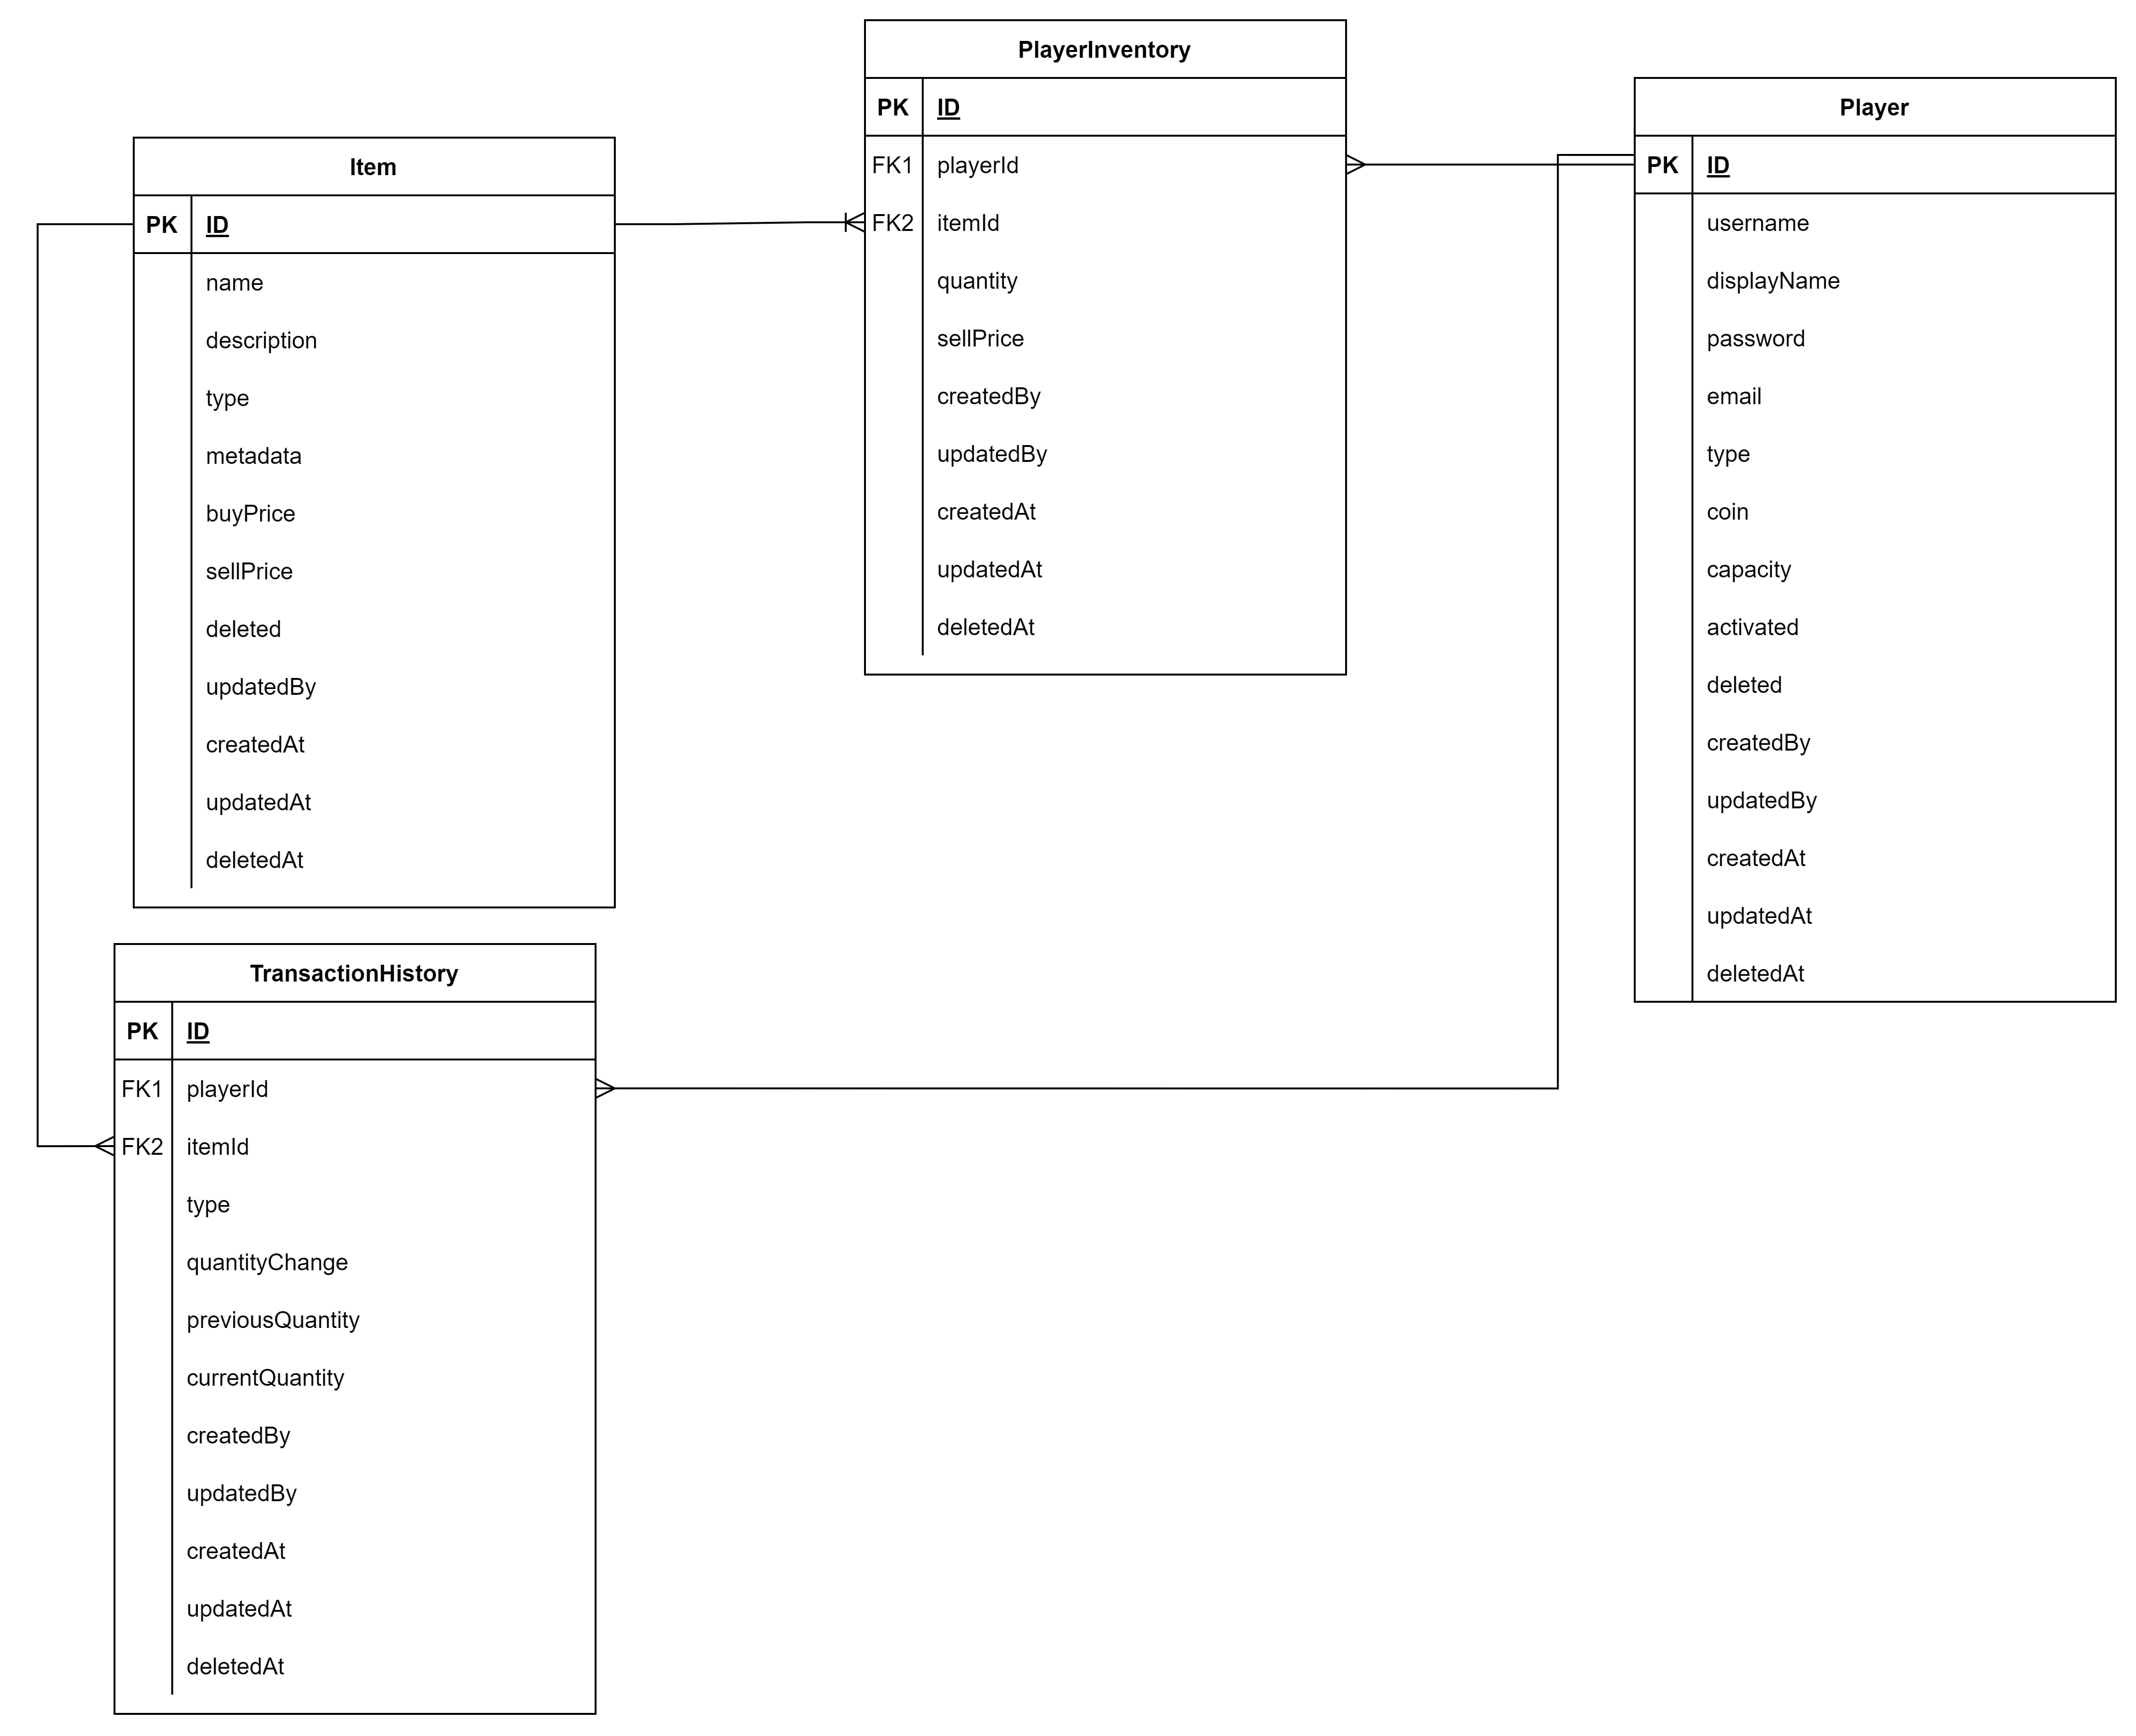 PlayerInventory
PK ID
FK1 playerId
FK2 itemId
quantity
sellPrice
createdBy
updatedBy
createdAt
updatedAt
deletedAt
Player
PK ID
username
displayName
password
email
type
coin
capacity
activated
deleted
createdBy
updatedBy
createdAt
updatedAt
deletedAt
Item
PK ID
name
description
type
metadata
buyPrice
sellPrice
deleted
updatedBy
createdAt
updatedAt
deletedAt
TransactionHistory
PK ID
FK1 playerId
FK2 itemId
type
quantityChange
previousQuantity
currentQuantity
createdBy
updatedBy
createdAt
updatedAt
deletedAt